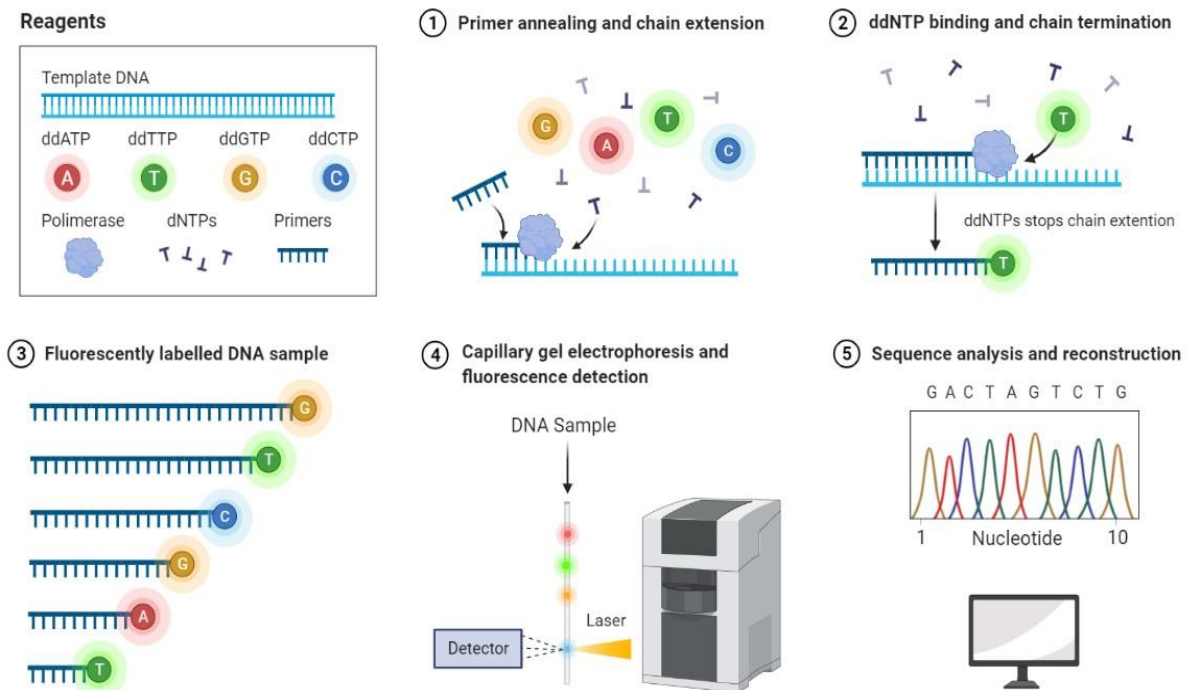 Reagents
Template DNA
ddATP ddTTP ddGTP ddCTP
A T G C
Polimerase dNTPs Primers
1 Primer annealing and chain extension
G A T C
2 ddNTP binding and chain termination
T
ddNTPs stops chain extention
T
3 Fluorescently labelled DNA sample
G
T
C
G
A
T
4 Capillary gel electrophoresis and
fluorescence detection
DNA Sample
Laser
Detector
5 Sequence analysis and reconstruction
G A C T A G T C T G
1 Nucleotide 10